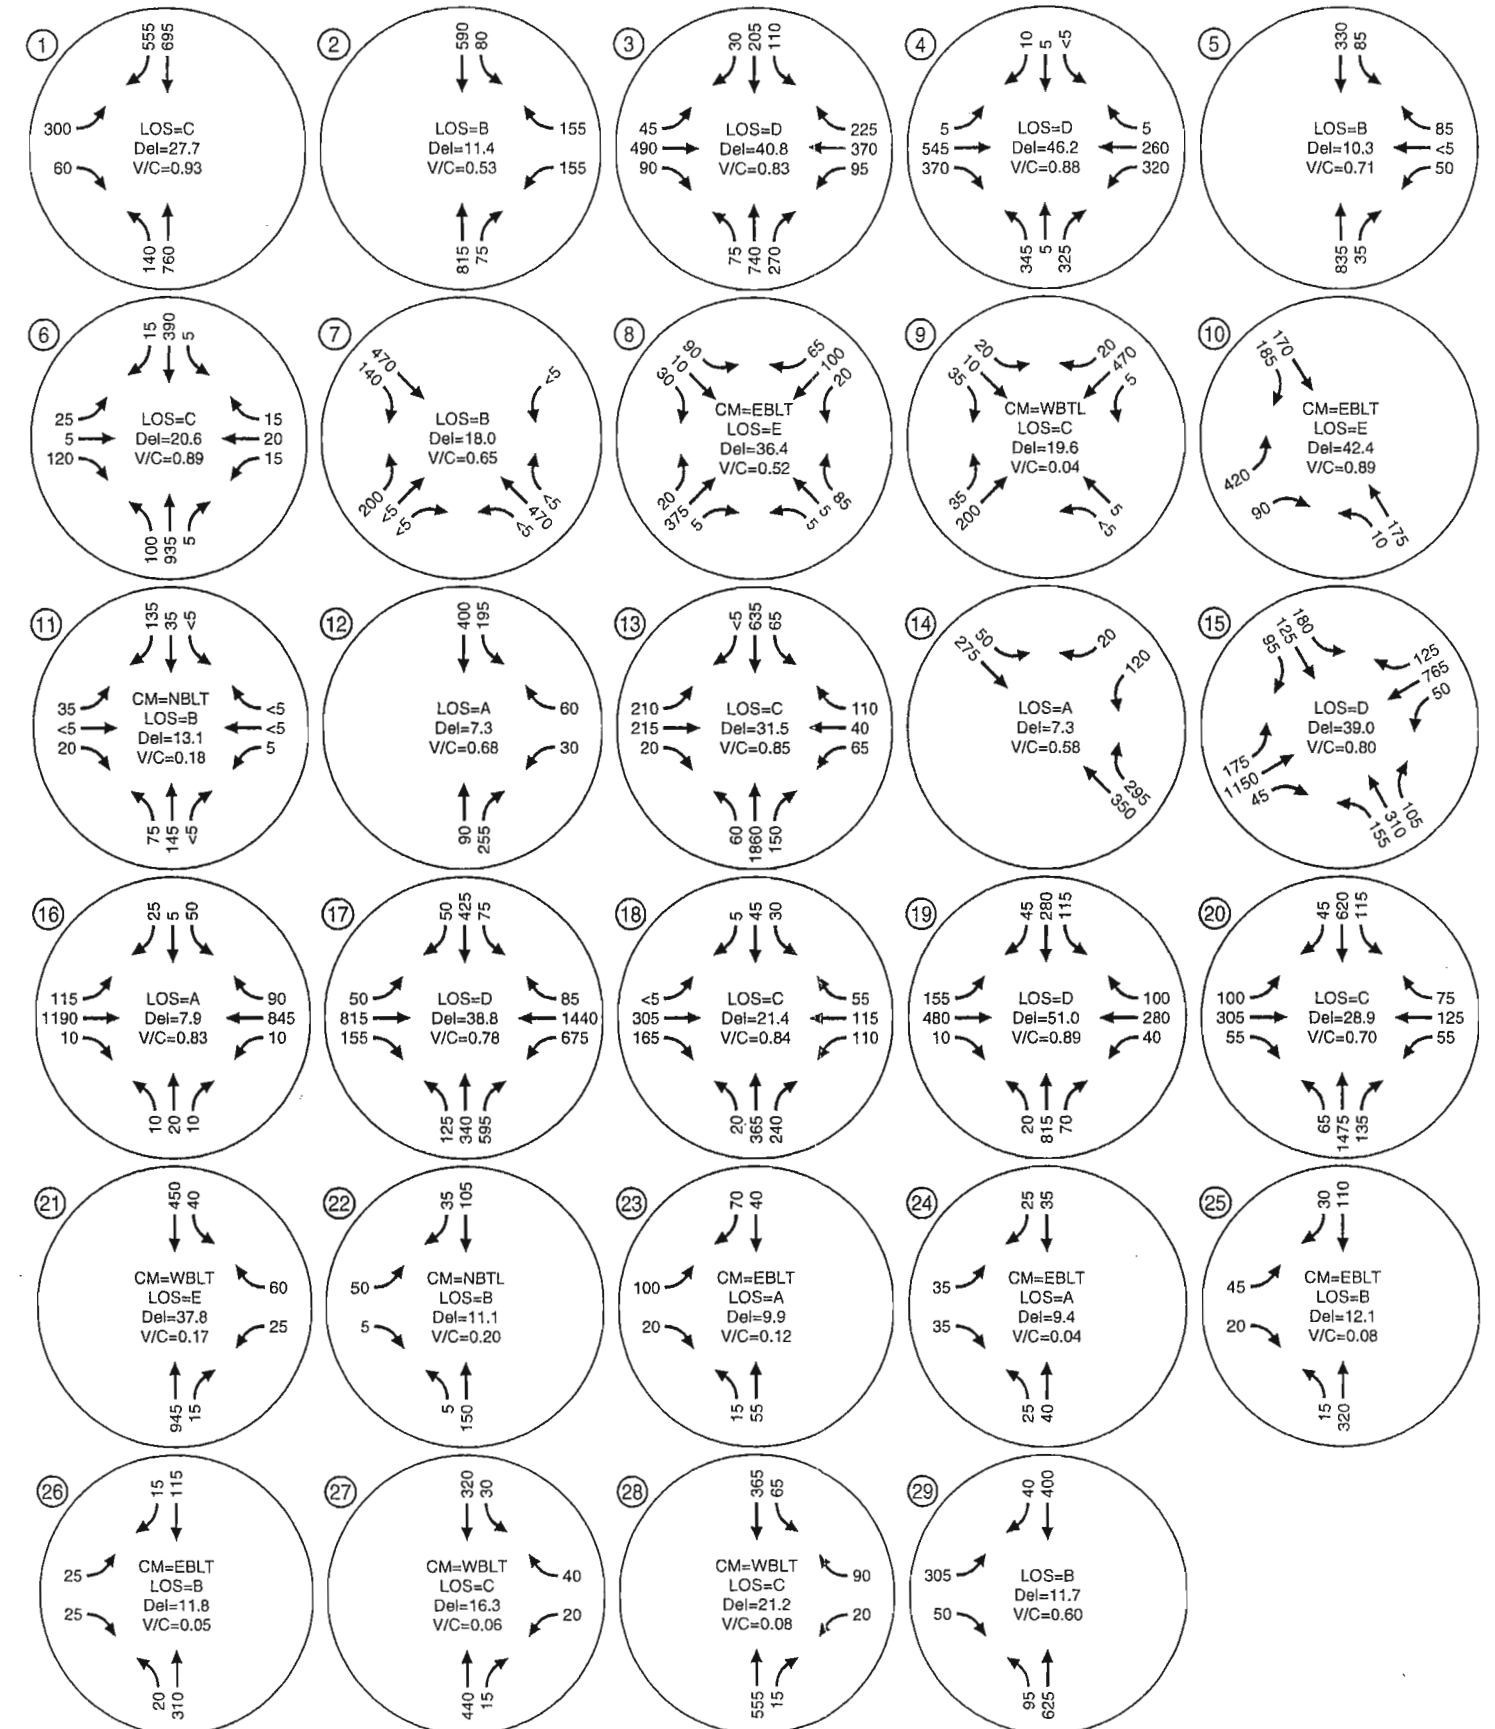 1
555 695
300
60
LOS=C
Del=27.7
V/C=0.93
140 760
2
590 80
LOS=B
Del=11.4
V/C=0.53
155
155
815 75
3
30 205 110
45
490
90
LOS=D
Del=40.8
V/C=0.83
225
370
95
75 740 270
4
10 5 <5
5
545
370
LOS=D
Del=46.2
V/C=0.88
5
260
320
345 5 325
5
330 85
LOS=B
Del=10.3
V/C=0.71
85
<5
50
835 35
6
15 390 5
25
5
120
LOS=C
Del=20.6
V/C=0.89
15
20
15
100 935 5
7
470
140
<5
LOS=B
Del=18.0
V/C=0.65
200
<5
<5
<5
470
<5
8
90
10
30
65
100
20
CM=EBLT
LOS=E
Del=36.4
V/C=0.52
20
375
5
85
5
5
9
20
10
35
20
470
5
CM=WBTL
LOS=C
Del=19.6
V/C=0.04
35
200
5
<5
10
170
185
CM=EBLT
LOS=E
Del=42.4
V/C=0.89
420
90
175
10
11
135 35 <5
35
<5
20
CM=NBLT
LOS=B
Del=13.1
V/C=0.18
<5
<5
5
75 145 <5
12
400 195
LOS=A
Del=7.3
V/C=0.68
60
30
90 255
13
<5 635 65
210
215
20
LOS=C
Del=31.5
V/C=0.85
110
40
65
60 1860 150
14
50
275
20
120
LOS=A
Del=7.3
V/C=0.58
295
350
15
180
125
95
125
765
50
LOS=D
Del=39.0
V/C=0.80
175
1150
45
105
310
155
16
25 5 50
115
1190
10
LOS=A
Del=7.9
V/C=0.83
90
845
10
10 20 10
17
50 425 75
50
815
155
LOS=D
Del=38.8
V/C=0.78
85
1440
675
125 340 595
18
5 45 30
<5
305
165
LOS=C
Del=21.4
V/C=0.84
55
115
110
20 365 240
19
45 280 115
155
480
10
LOS=D
Del=51.0
V/C=0.89
100
280
40
20 815 70
20
45 620 115
100
305
55
LOS=C
Del=28.9
V/C=0.70
75
125
55
65 1475 135
21
450 40
CM=WBLT
LOS=E
Del=37.8
V/C=0.17
60
25
945 15
22
35 105
50
5
CM=NBTL
LOS=B
Del=11.1
V/C=0.20
5 150
23
70 40
100
20
CM=EBLT
LOS=A
Del=9.9
V/C=0.12
15 55
24
25 35
35
35
CM=EBLT
LOS=A
Del=9.4
V/C=0.04
25 40
25
30 110
45
20
CM=EBLT
LOS=B
Del=12.1
V/C=0.08
15 320
26
15 115
25
25
CM=EBLT
LOS=B
Del=11.8
V/C=0.05
20 310
27
320 30
CM=WBLT
LOS=C
Del=16.3
V/C=0.06
40
20
440 15
28
365 65
CM=WBLT
LOS=C
Del=21.2
V/C=0.08
90
20
555 15
29
40 400
305
50
LOS=B
Del=11.7
V/C=0.60
95 625